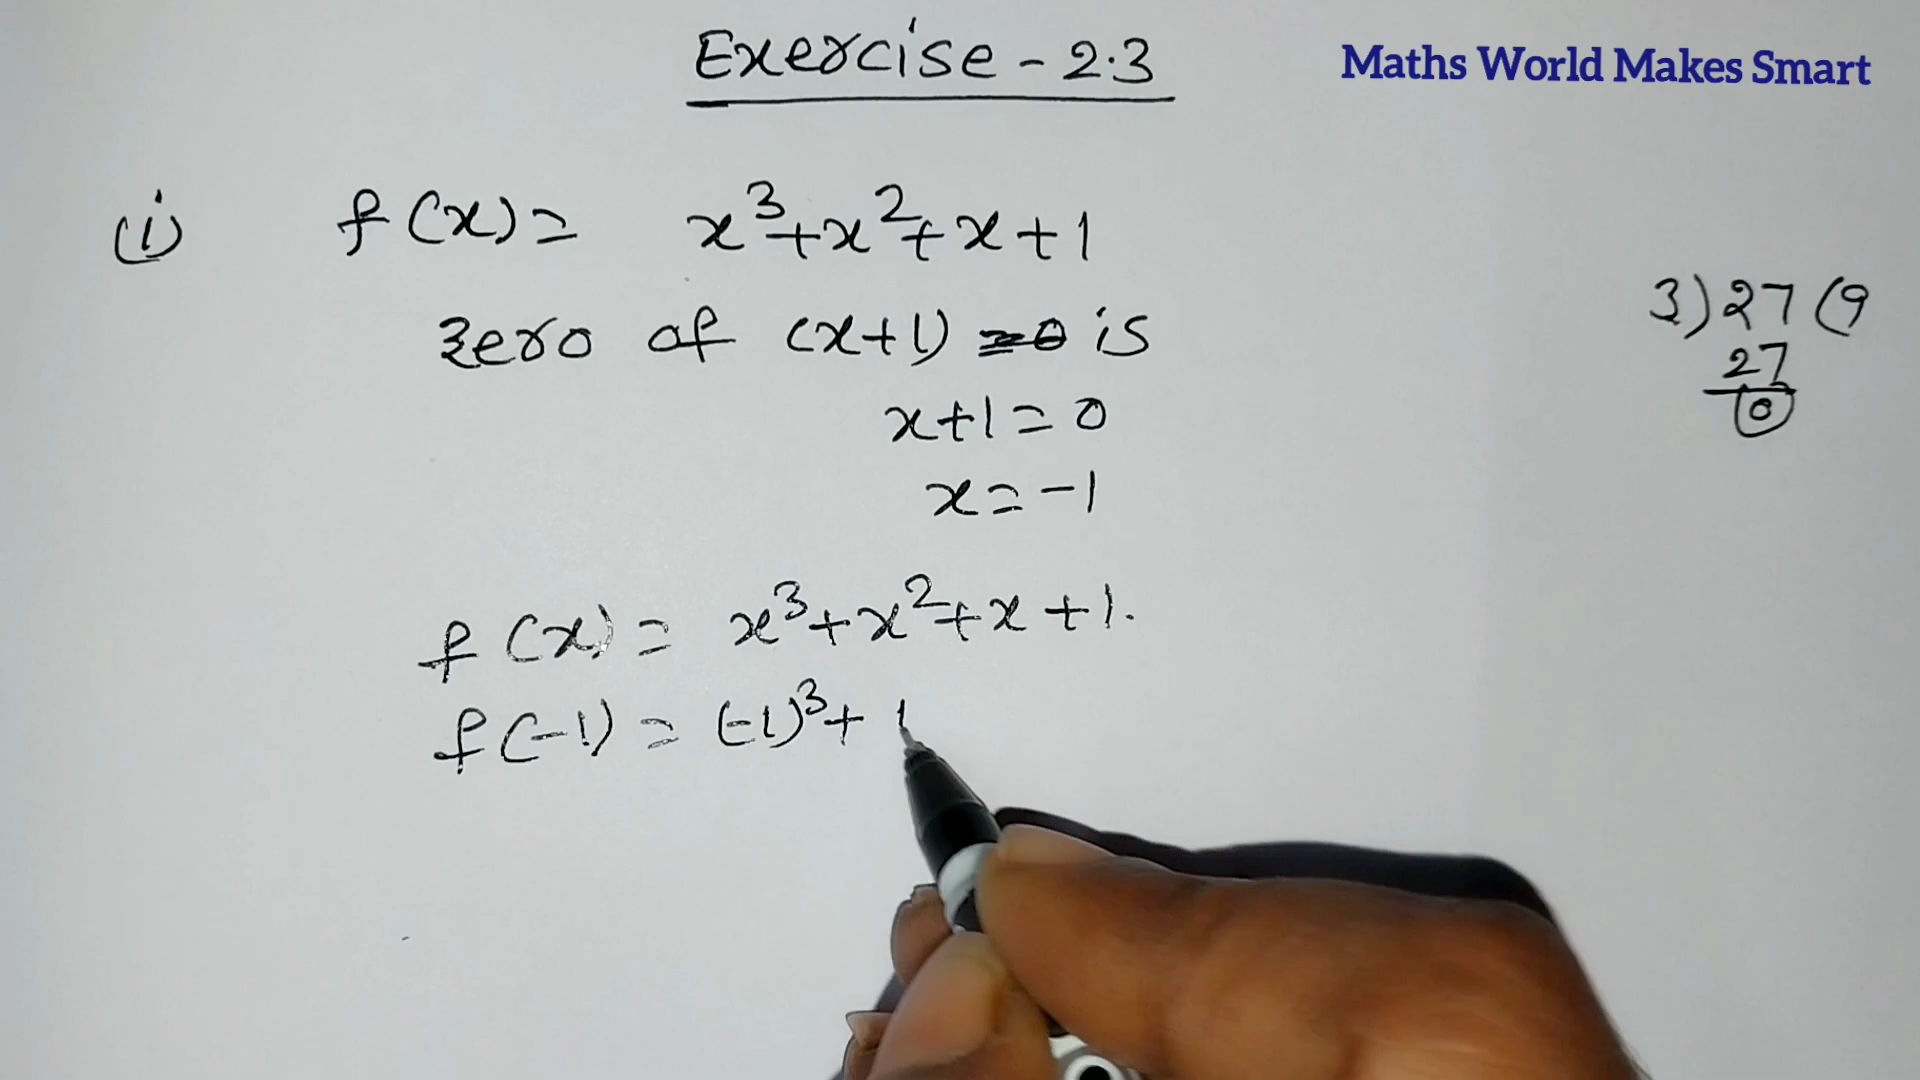 Exercise - 2.3
Maths World Makes Smart
(i) f(x) = x³+x²+x+1
zero of (x+1) =0 is
x+1=0
x=-1
f(x) = x³+x²+x+1.
f(-1) = (-1)³+ 1
3)27(9
27
0